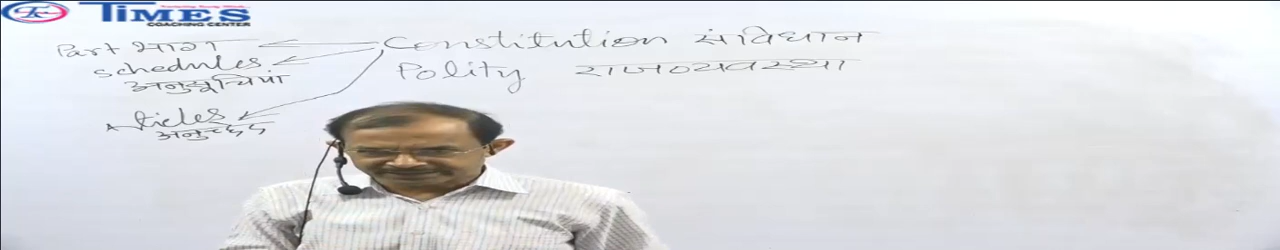 TIMES
COACHING CENTER
Part भाग Constitution संविधान
Schedules Polity राजव्यवस्था
अनुसूचियां
Articles
अनुच्छेद